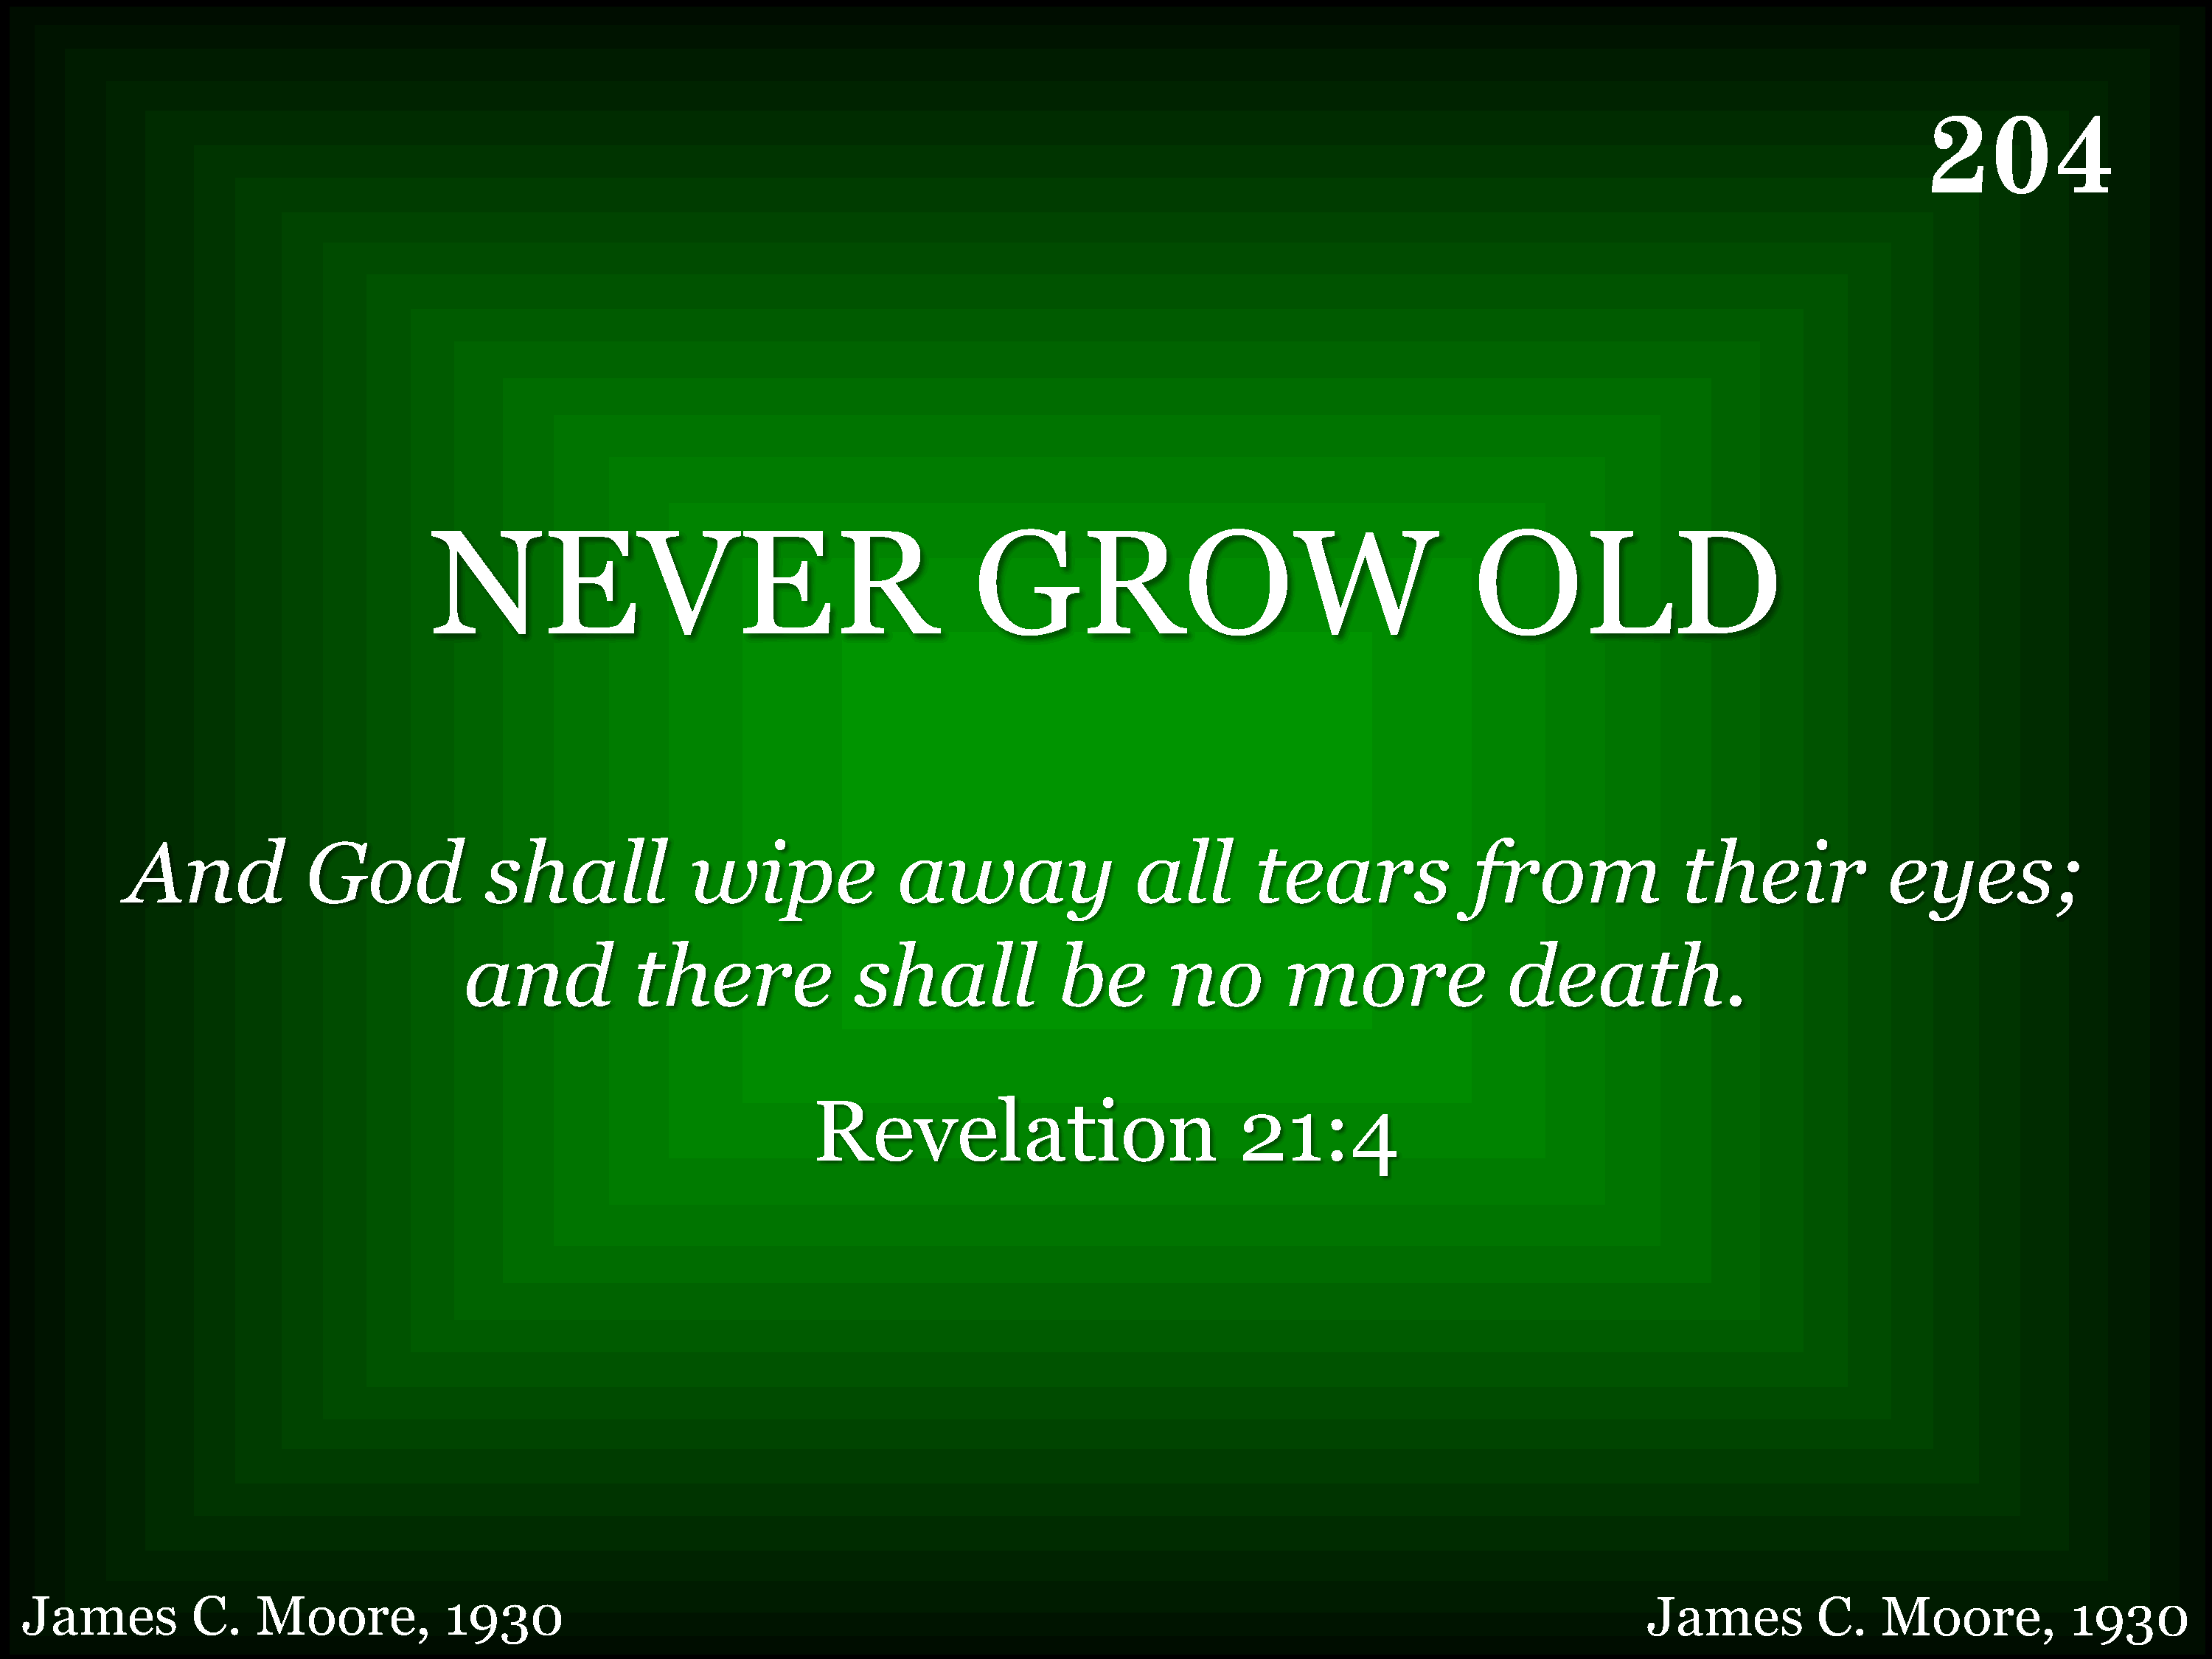 204
NEVER GROW OLD
And God shall wipe away all tears from their eyes;
and there shall be no more death.
Revelation 21:4
James C. Moore, 1930
James C. Moore, 1930